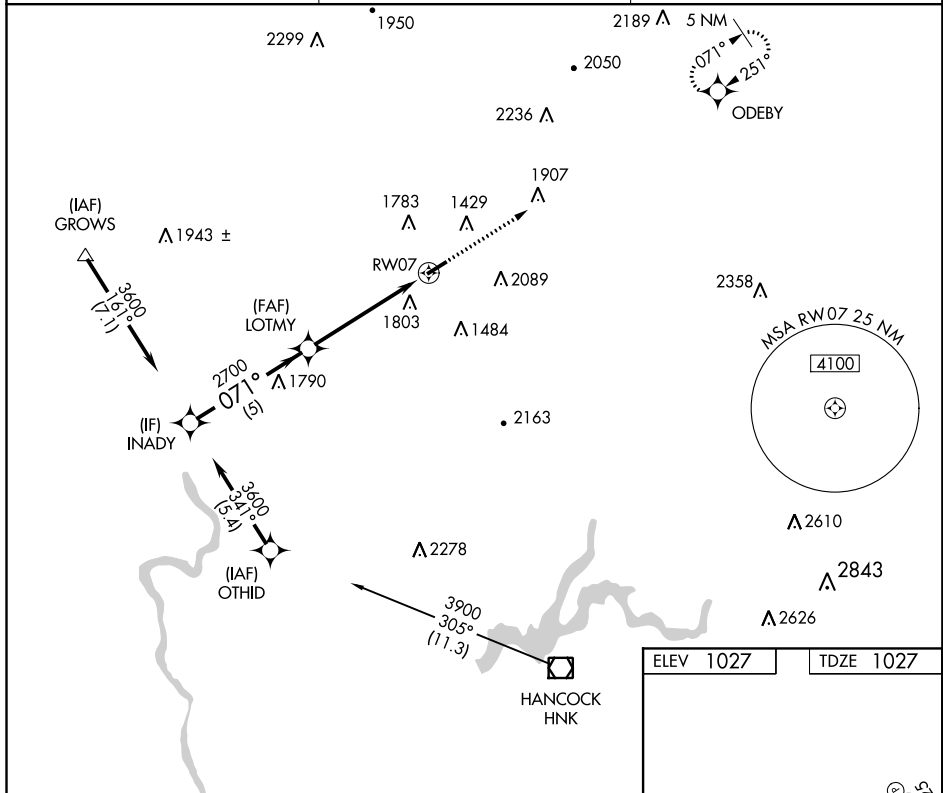 1950
2299
2189
5 NM
071°
251°
2050
ODEBY
2236
1907
(IAF)
GROWS
1943 ±
1783
1429
RW07
2089
3600
161°
(7.1)
(FAF)
LOTMY
1803
1484
2358
MSA RW07 25 NM
4100
2700
071°
(5)
1790
(IF)
INADY
2163
3600
341°
(5.4)
(IAF)
OTHID
2278
2610
2843
2626
3900
305°
(11.3)
HANCOCK
HNK
ELEV 1027
TDZE 1027